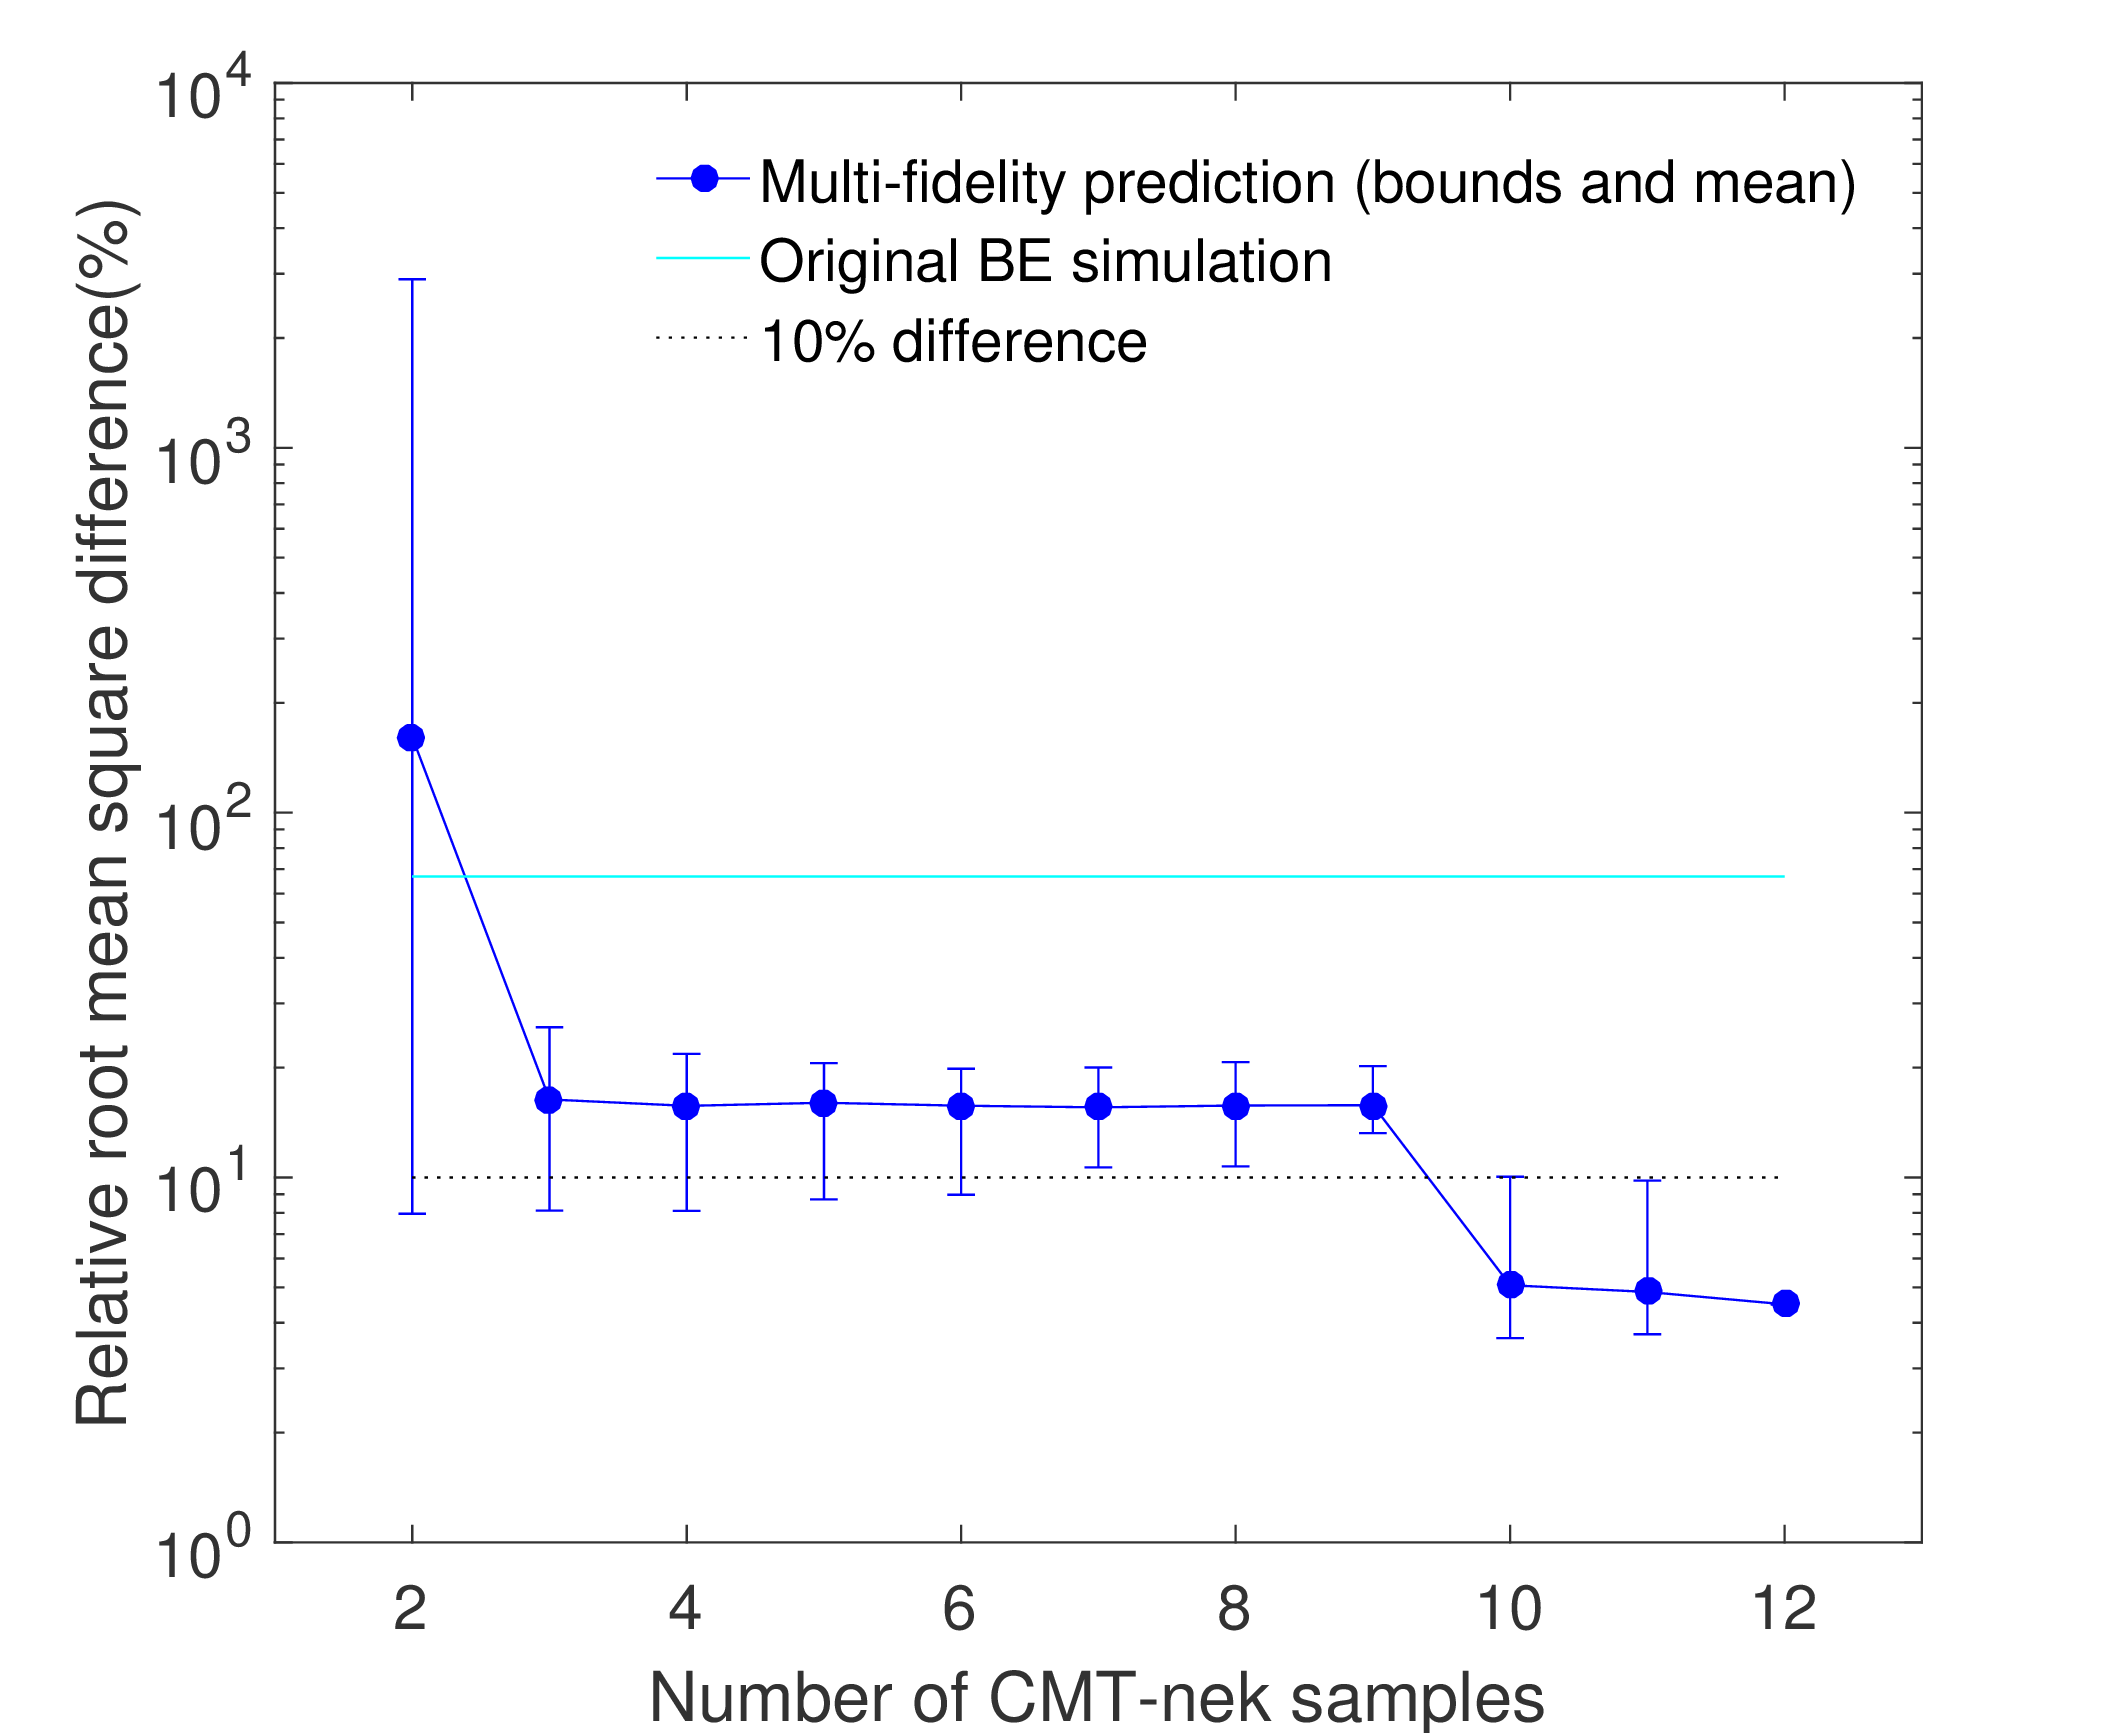 Relative root mean square difference(%)
10^4
10^3
10^2
10^1
10^0
Multi-fidelity prediction (bounds and mean)
Original BE simulation
10% difference
2 4 6 8 10 12
Number of CMT-nek samples